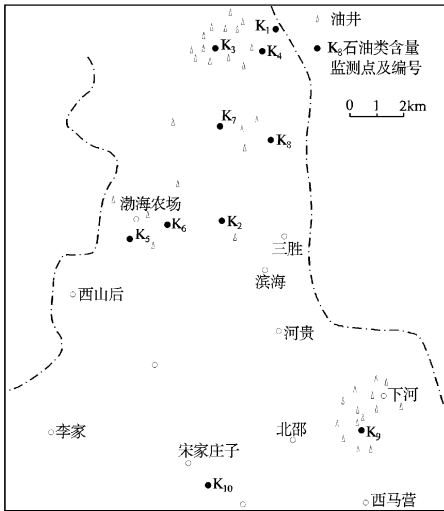 油井
K₈石油类含量
监测点及编号
0 1 2km
K₁
K₃
K₄
K₇
K₈
渤海农场
K₂
K₆
K₅
三胜
滨海
西山后
河贵
下河
李家
北邵
K₉
宋家庄子
K₁₀
西马营